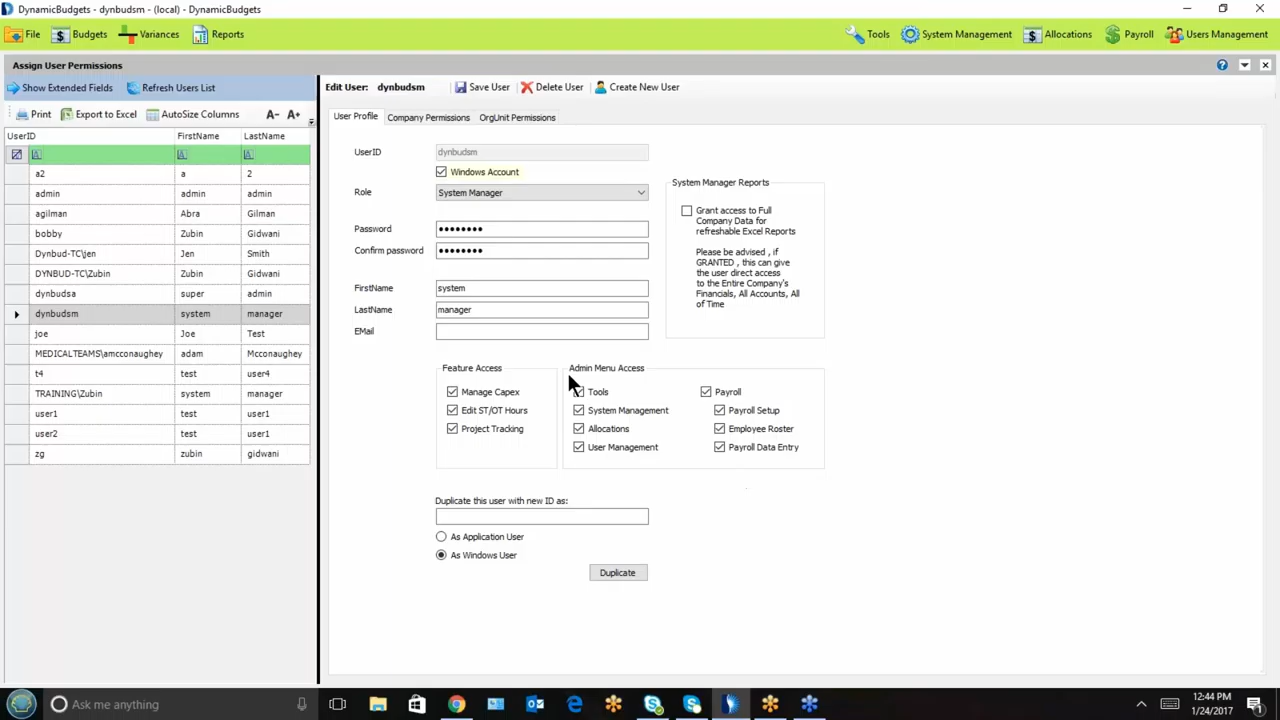 DynamicBudgets - dynbudsm - (local) - DynamicBudgets
File Budgets Variances Reports Tools System Management Allocations Payroll Users Management
Assign User Permissions
Show Extended Fields Refresh Users List
Print Export to Excel AutoSize Columns A- A+
UserID FirstName LastName
a2 a 2
admin admin admin
agilman Abra Gilman
bobby Zubin Gidwani
Dynbud-TC\jen Jen Smith
DYNBUD-TC\Zubin Zubin Gidwani
dynbudsa super admin
dynbudsm system manager
joe Joe Test
MEDICALTEAMS\amcconaughey adam Mcconaughey
t4 test user4
TRAINING\Zubin system manager
user1 test user1
user2 test user1
zg zubin gidwani
Edit User: dynbudsm Save User Delete User Create New User
User Profile Company Permissions OrgUnit Permissions
UserID dynbudsm
Windows Account
Role System Manager
Password ••••••••
Confirm password ••••••••
FirstName system
LastName manager
EMail
System Manager Reports
Grant access to Full
Company Data for
refreshable Excel Reports
Please be advised , if
GRANTED , this can give
the user direct access
to the Entire Company's
Financials, All Accounts, All
of Time
Feature Access
Manage Capex
Edit ST/OT Hours
Project Tracking
Admin Menu Access
Tools Payroll
System Management Payroll Setup
Allocations Employee Roster
User Management Payroll Data Entry
Duplicate this user with new ID as:
As Application User
As Windows User
Duplicate
Ask me anything
12:44 PM
1/24/2017